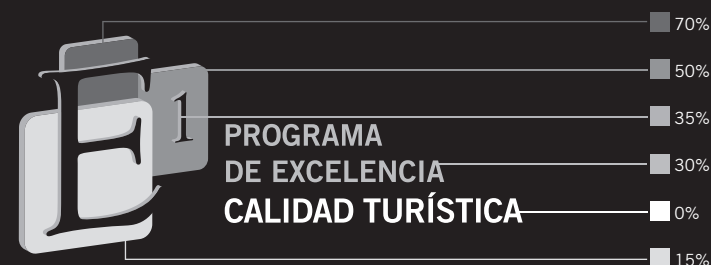 70%
50%
E
1
35%
PROGRAMA
DE EXCELENCIA
30%
CALIDAD TURÍSTICA
0%
15%